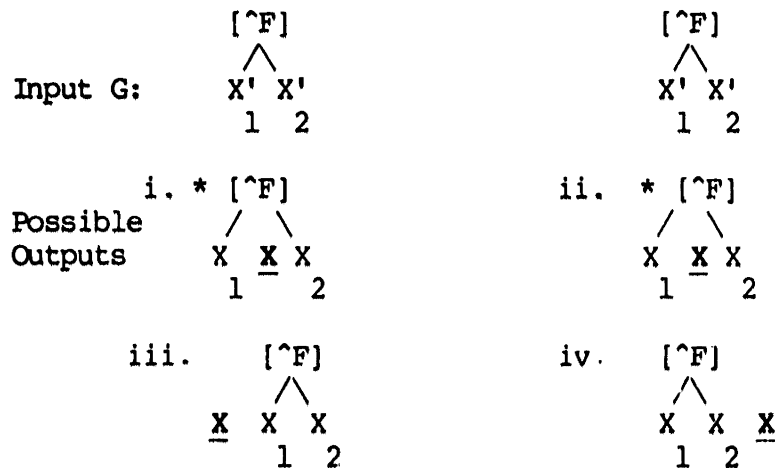 [^F] [^F]
Input G: X' X' X' X'
1 2 1 2
i. * [^F] ii. * [^F]
Possible
Outputs X X X X X X
1 2 1 2
iii. [^F] iv. [^F]
X X X X X X
1 2 1 2